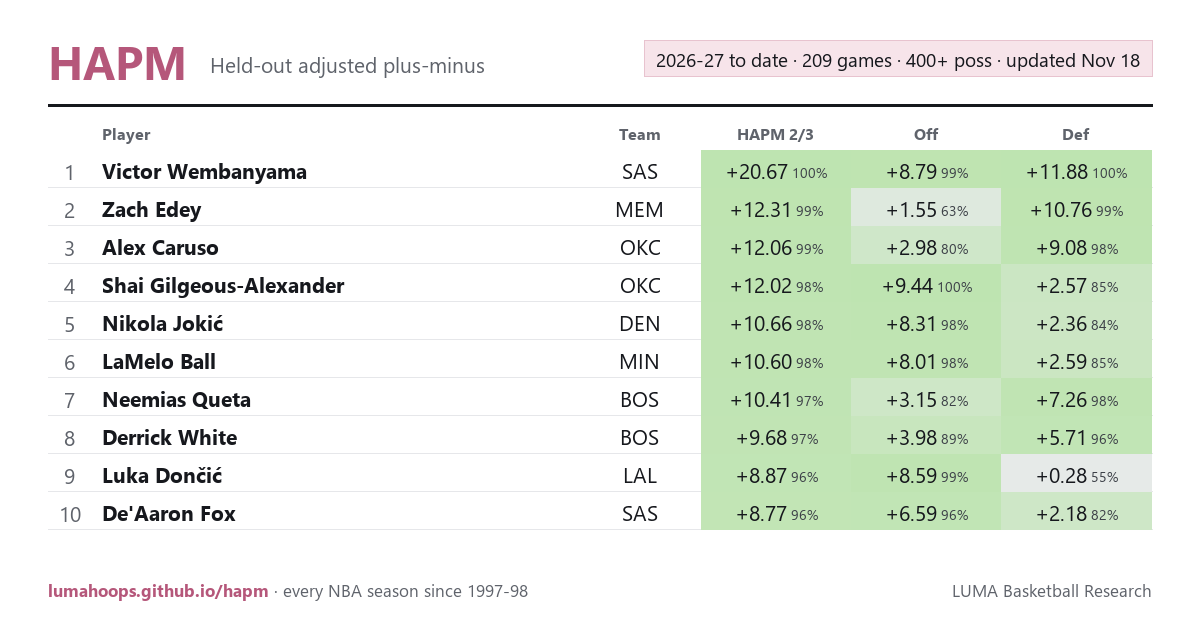 HAPM Held-out adjusted plus-minus 2026-27 to date · 209 games · 400+ poss · updated Nov 18
Player Team HAPM 2/3 Off Def
1 Victor Wembanyama SAS +20.67 100% +8.79 99% +11.88 100%
2 Zach Edey MEM +12.31 99% +1.55 63% +10.76 99%
3 Alex Caruso OKC +12.06 99% +2.98 80% +9.08 98%
4 Shai Gilgeous-Alexander OKC +12.02 98% +9.44 100% +2.57 85%
5 Nikola Jokić DEN +10.66 98% +8.31 98% +2.36 84%
6 LaMelo Ball MIN +10.60 98% +8.01 98% +2.59 85%
7 Neemias Queta BOS +10.41 97% +3.15 82% +7.26 98%
8 Derrick White BOS +9.68 97% +3.98 89% +5.71 96%
9 Luka Dončić LAL +8.87 96% +8.59 99% +0.28 55%
10 De'Aaron Fox SAS +8.77 96% +6.59 96% +2.18 82%
lumahoops.github.io/hapm · every NBA season since 1997-98 LUMA Basketball Research